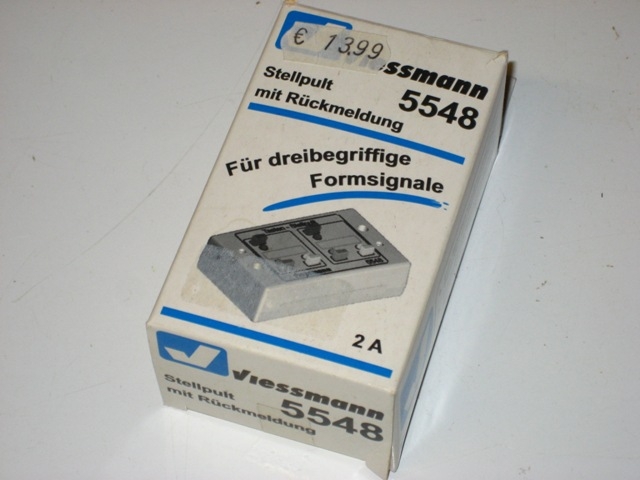 € 13.99
Viessmann
Stellpult
mit Rückmeldung
5548
Für dreibegriffige
Formsignale
2 A
Viessmann
Stellpult
mit Rückmeldung
5548